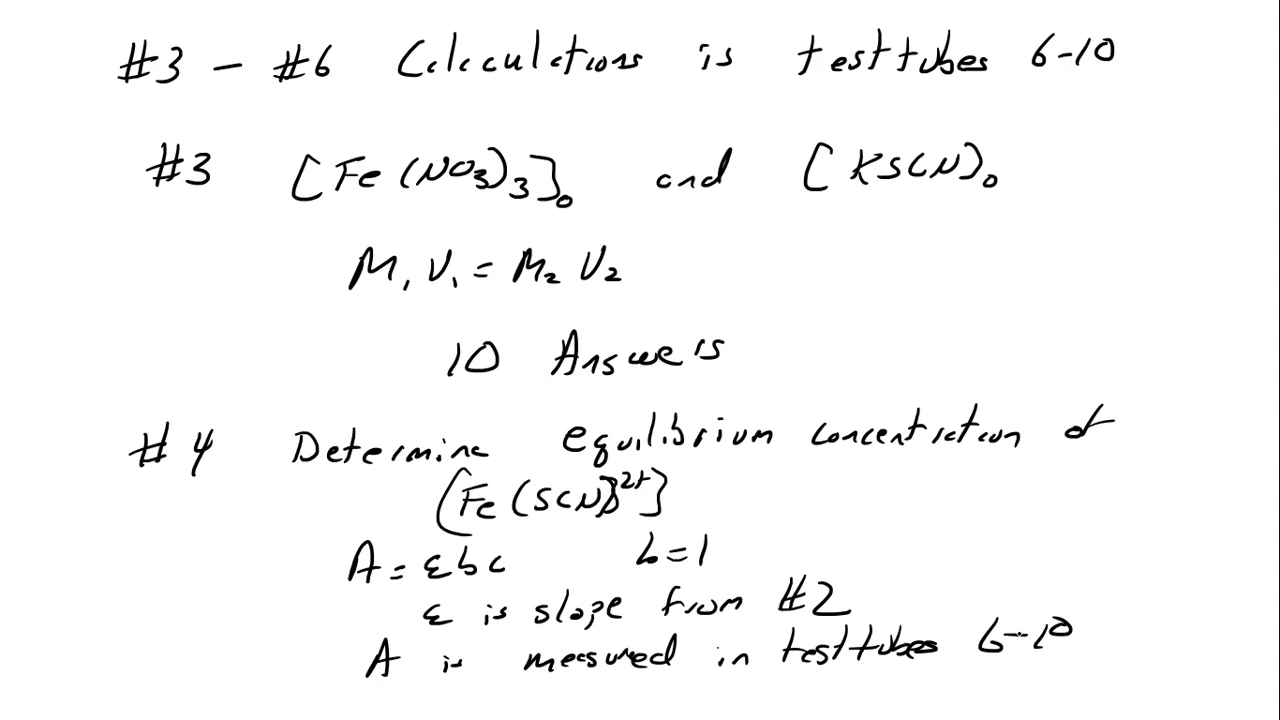 #3 - #6 Calculations is testtubes 6-10
#3 [Fe(NO3)3]0 and [KSCN]0
M1V1 = M2V2
10 Answers
#4 Determine equilibrium concentration of
[Fe(SCN)2+]
A = εbc b=1
ε is slope from #2
A is measured in testtubes 6-10